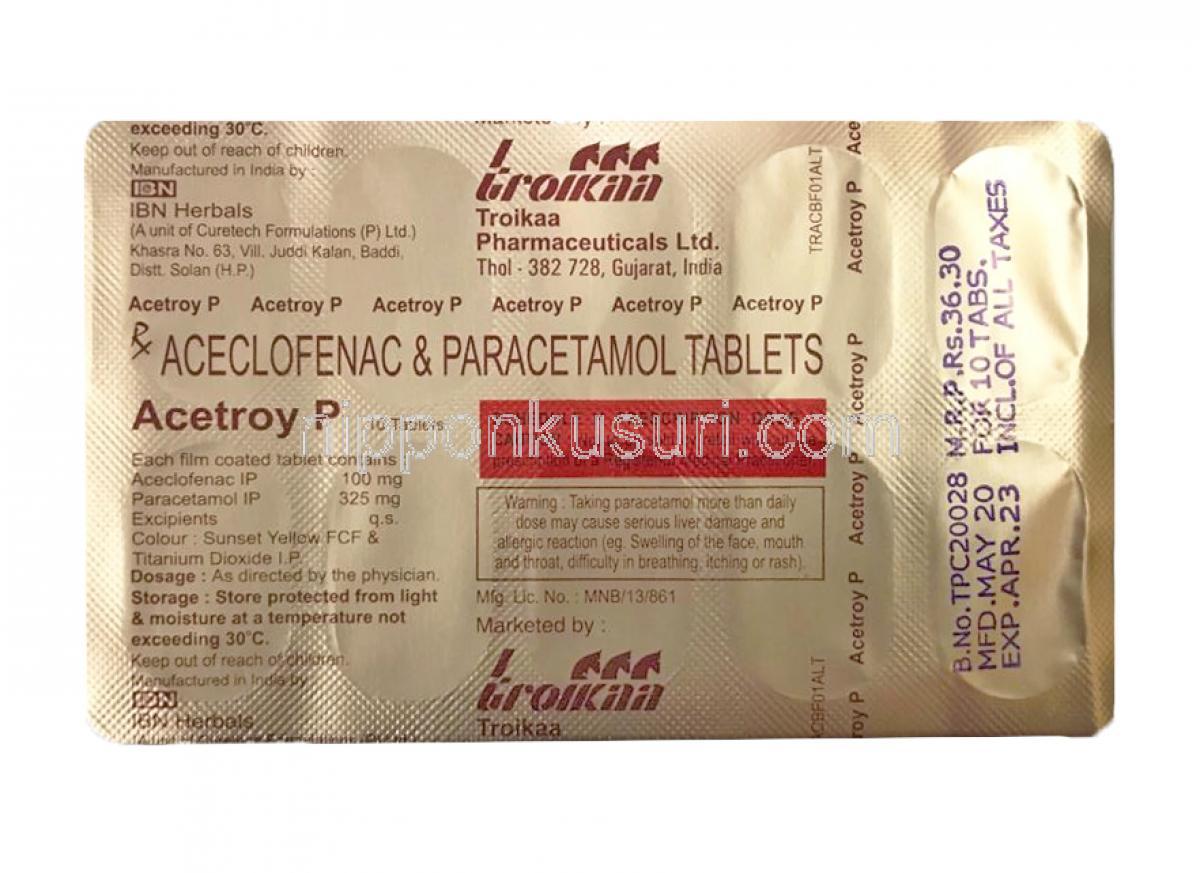 exceeding 30°C.
Keep out of reach of children.
Manufactured in India by :
IBN
IBN Herbals
(A unit of Curetech Formulations (P) Ltd.)
Khasra No. 63, Vill. Juddi Kalan, Baddi,
Distt. Solan (H.P.)
troikaa
Troikaa
Pharmaceuticals Ltd.
Thol - 382 728, Gujarat, India
Acetroy P Acetroy P Acetroy P Acetroy P Acetroy P Acetroy P
Rx ACECLOFENAC & PARACETAMOL TABLETS
Acetroy P 10 Tablets
Each film coated tablet contains
Aceclofenac IP 100 mg
Paracetamol IP 325 mg
Excipients q.s.
Colour : Sunset Yellow FCF &
Titanium Dioxide I.P.
Dosage : As directed by the physician.
Storage : Store protected from light
& moisture at a temperature not
exceeding 30°C.
Keep out of reach of children.
Manufactured in India by
IBN
IBN Herbals
nipponkusuri.com
Warning : Taking paracetamol more than daily
dose may cause serious liver damage and
allergic reaction (eg. Swelling of the face, mouth
and throat, difficulty in breathing, itching or rash).
Mfg. Lic. No. : MNB/13/861
Marketed by :
troikaa
Troikaa
TRACBF01ALT
ACBF01ALT
troy P Acetroy P Acetroy P Acetroy P Acetroy P Ace
B.No.TPC20028 M.R.P.Rs.36.30
MFD.MAY 20 FOR 10 TABS.
EXP.APR.23 INCL.OF ALL TAXES